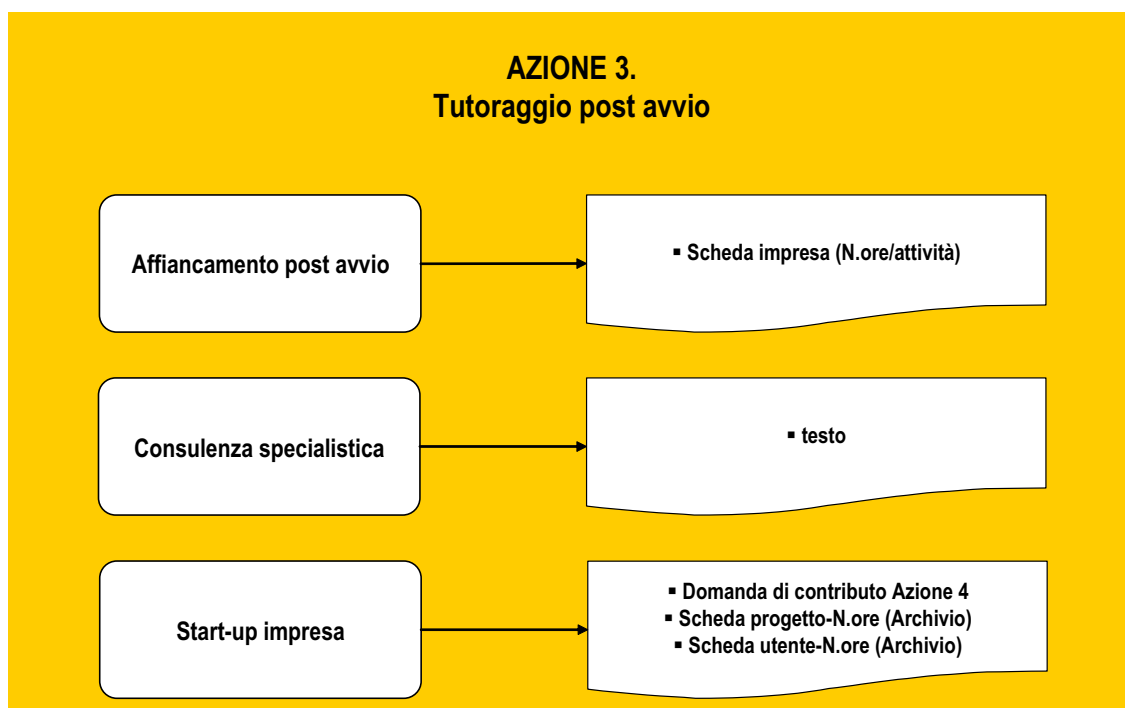 AZIONE 3.
Tutoraggio post avvio
Affiancamento post avvio
▪ Scheda impresa (N.ore/attività)
Consulenza specialistica
▪ testo
Start-up impresa
▪ Domanda di contributo Azione 4
▪ Scheda progetto-N.ore (Archivio)
▪ Scheda utente-N.ore (Archivio)